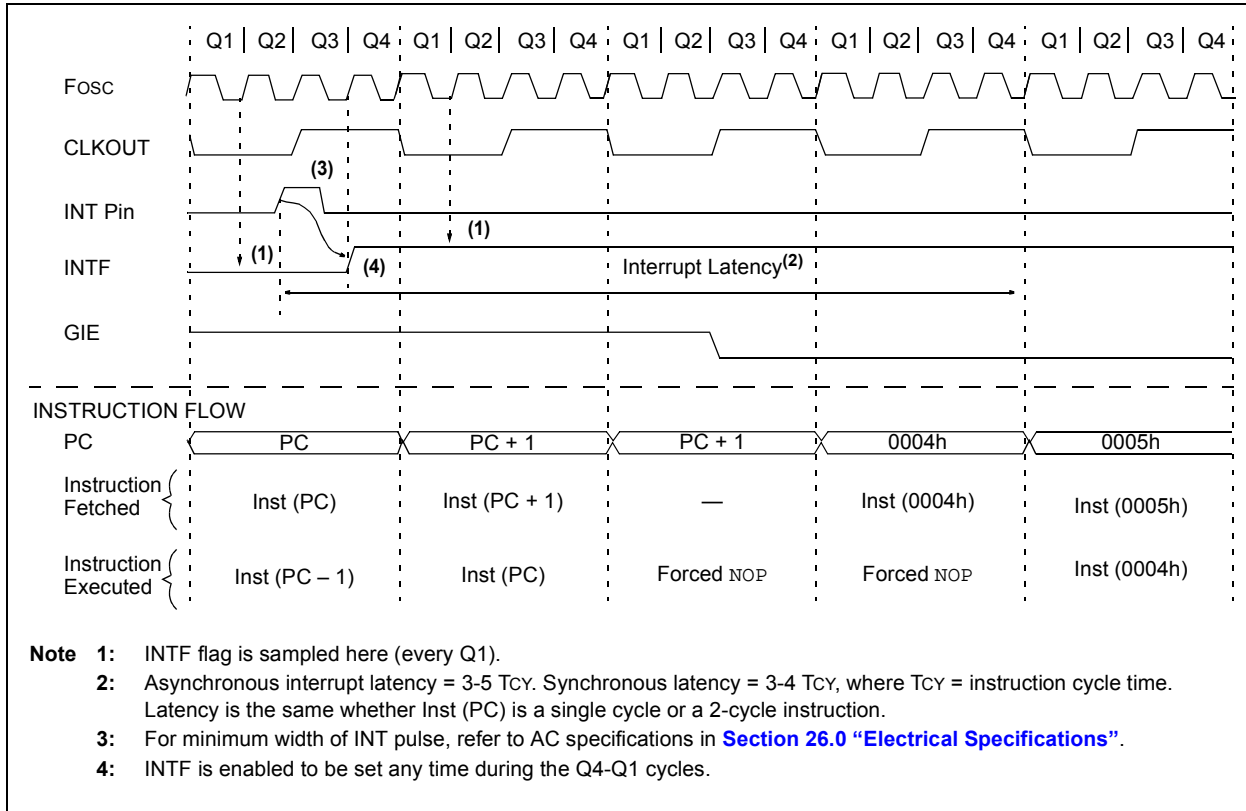 Q1 Q2 Q3 Q4 Q1 Q2 Q3 Q4 Q1 Q2 Q3 Q4 Q1 Q2 Q3 Q4 Q1 Q2 Q3 Q4
FOSC
CLKOUT
(3)
INT Pin
(1) (1)
INTF
(4)
Interrupt Latency(2)
GIE
INSTRUCTION FLOW
PC PC PC + 1 PC + 1 0004h 0005h
Instruction
Fetched
Inst (PC) Inst (PC + 1) — Inst (0004h) Inst (0005h)
Instruction
Executed
Inst (PC – 1) Inst (PC) Forced NOP Forced NOP Inst (0004h)
Note 1: INTF flag is sampled here (every Q1).
2: Asynchronous interrupt latency = 3-5 TCY. Synchronous latency = 3-4 TCY, where TCY = instruction cycle time.
Latency is the same whether Inst (PC) is a single cycle or a 2-cycle instruction.
3: For minimum width of INT pulse, refer to AC specifications in Section 26.0 “Electrical Specifications”.
4: INTF is enabled to be set any time during the Q4-Q1 cycles.